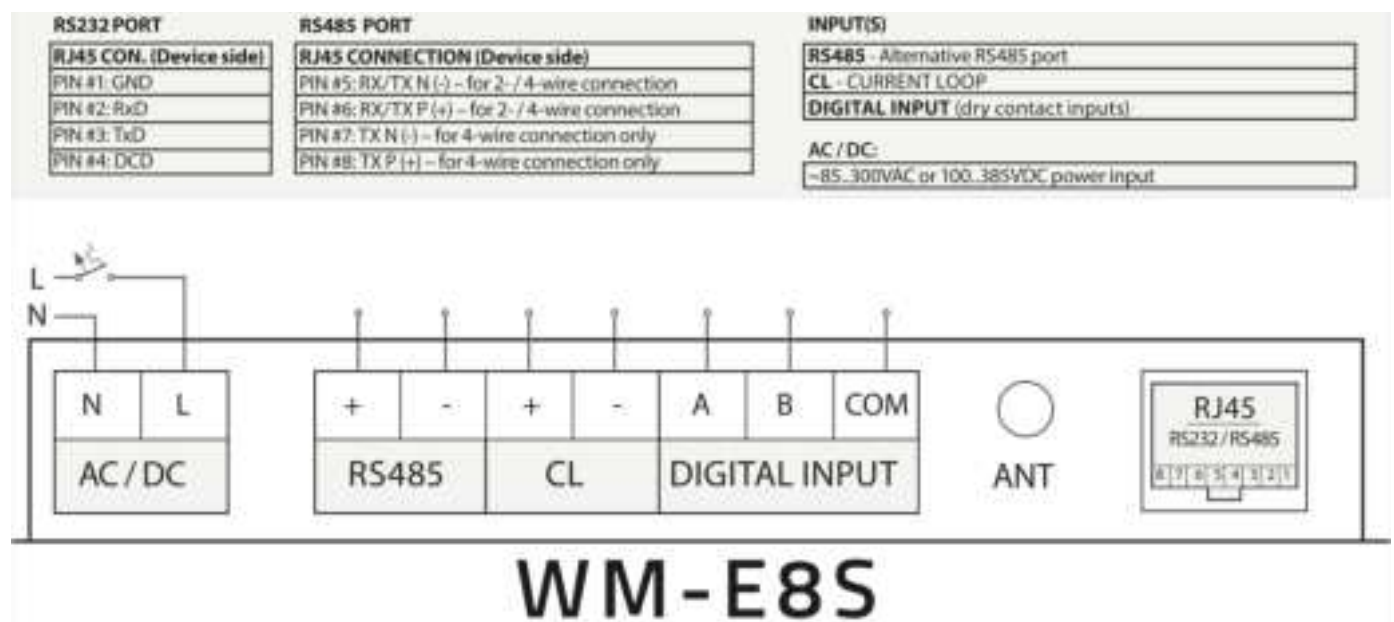 RS232 PORT
RJ45 CON. (Device side)
PIN #1: GND
PIN #2: RxD
PIN #3: TxD
PIN #4: DCD
RS485 PORT
RJ45 CONNECTION (Device side)
PIN #5: RX/TX N (-) – for 2- / 4-wire connection
PIN #6: RX/TX P (+) – for 2- / 4-wire connection
PIN #7: TX N (-) – for 4-wire connection only
PIN #8: TX P (+) – for 4-wire connection only
INPUT(S)
RS485 - Alternative RS485 port
CL - CURRENT LOOP
DIGITAL INPUT (dry contact inputs)
AC / DC:
~85..300VAC or 100..385VDC power input
L
N
N L
AC / DC
+ - + - A B COM
RS485 CL DIGITAL INPUT
ANT
RJ45
RS232 / RS485
8 7 6 5 4 3 2 1
WM-E8S